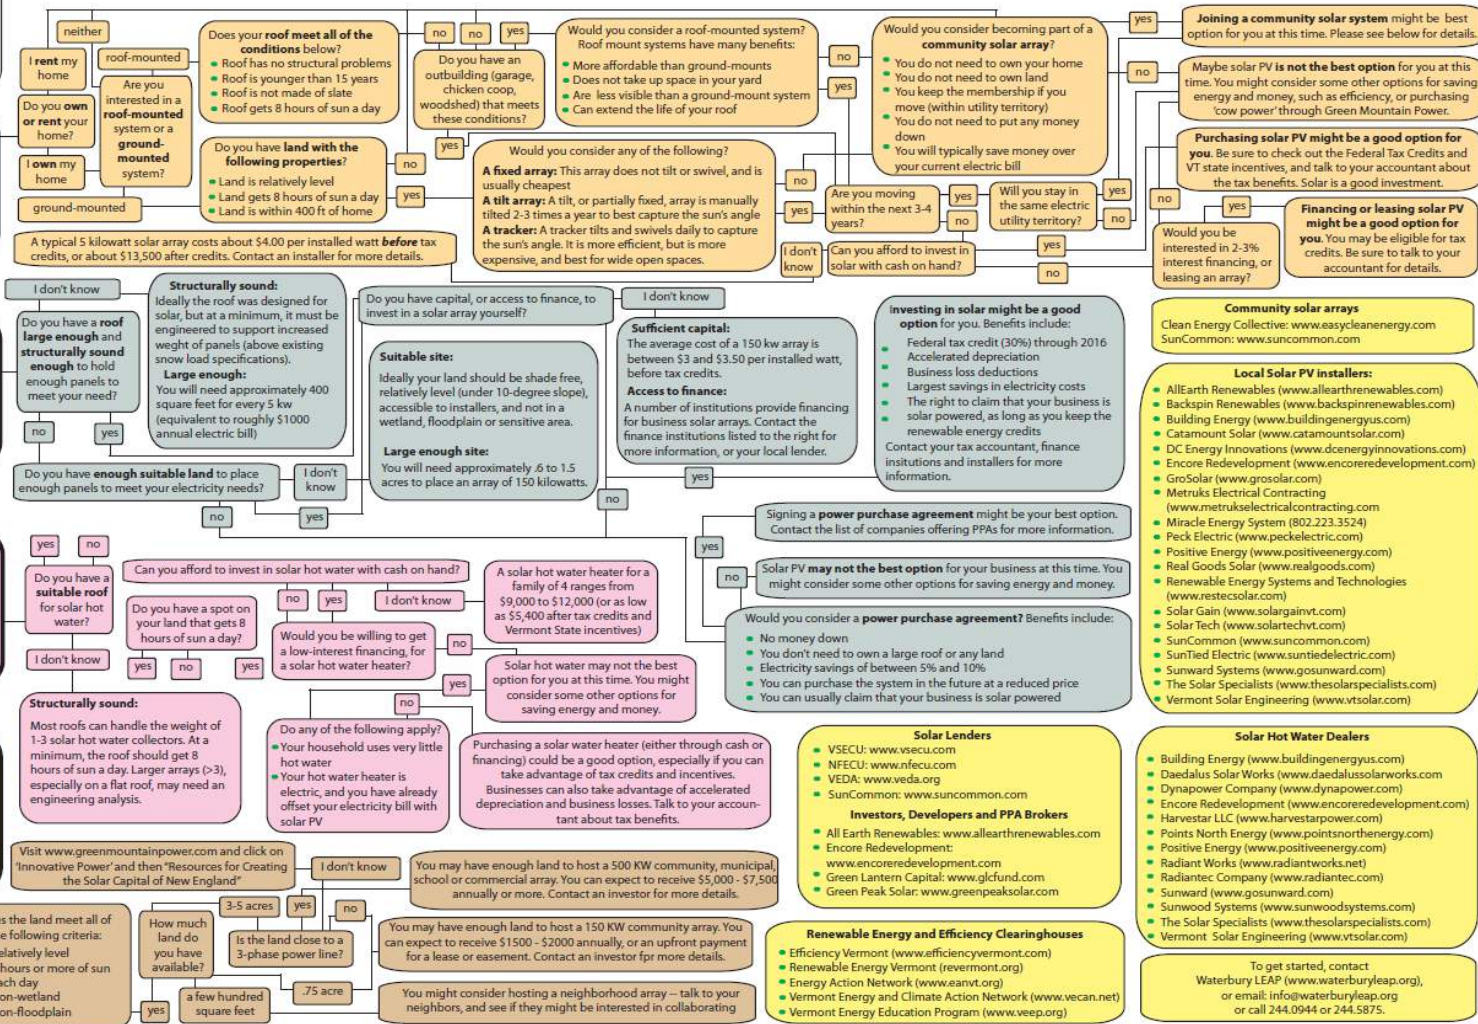 neither
I rent my
home
Do you own
or rent your
home?
I own my
home
roof-mounted
Are you
interested in a
roof-mounted
system or a
ground-
mounted
system?
ground-mounted
Does your roof meet all of the
conditions below?
Roof has no structural problems
Roof is younger than 15 years
Roof is not made of slate
Roof gets 8 hours of sun a day
Do you have land with the
following properties?
Land is relatively level
Land gets 8 hours of sun a day
Land is within 400 ft of home
no
yes
no
no
yes
Do you have an
outbuilding (garage,
chicken coop,
woodshed) that meets
these conditions?
yes
Would you consider a roof-mounted system?
Roof mount systems have many benefits:
More affordable than ground-mounts
Does not take up space in your yard
Are less visible than a ground-mount system
Can extend the life of your roof
no
yes
Would you consider any of the following?
A fixed array: This array does not tilt or swivel, and is
usually cheapest
A tilt array: A tilt, or partially fixed, array is manually
tilted 2-3 times a year to best capture the sun's angle
A tracker: A tracker tilts and swivels daily to capture
the sun's angle. It is more efficient, but is more
expensive, and best for wide open spaces.
no
yes
Would you consider becoming part of a
community solar array?
You do not need to own your home
You do not need to own land
You keep the membership if you
move (within utility territory)
You do not need to put any money
down
You will typically save money over
your current electric bill
yes
no
Are you moving
within the next 3-4
years?
yes
no
Will you stay in
the same electric
utility territory?
yes
no
I don't
know
Can you afford to invest in
solar with cash on hand?
yes
no
no
yes
Would you be
interested in 2-3%
interest financing, or
leasing an array?
Joining a community solar system might be best
option for you at this time. Please see below for details.
Maybe solar PV is not the best option for you at this
time. You might consider some other options for saving
energy and money, such as efficiency, or purchasing
'cow power' through Green Mountain Power.
Purchasing solar PV might be a good option for
you. Be sure to check out the Federal Tax Credits and
VT state incentives, and talk to your accountant about
the tax benefits. Solar is a good investment.
Financing or leasing solar PV
might be a good option for
you. You may be eligible for tax
credits. Be sure to talk to your
accountant for details.
A typical 5 kilowatt solar array costs about $4.00 per installed watt before tax
credits, or about $13,500 after credits. Contact an installer for more details.
I don't know
Do you have a roof
large enough and
structurally sound
enough to hold
enough panels to
meet your need?
no
yes
Structurally sound:
Ideally the roof was designed for
solar, but at a minimum, it must be
engineered to support increased
weght of panels (above existing
snow load specifications).
Large enough:
You will need approximately 400
square feet for every 5 kw
(equivalent to roughly $1000
annual electric bill)
Do you have enough suitable land to place
enough panels to meet your electricity needs?
I don't
know
no
yes
Do you have capital, or access to finance, to
invest in a solar array yourself?
Suitable site:
Ideally your land should be shade free,
relatively level (under 10-degree slope),
accessible to installers, and not in a
wetland, floodplain or sensitive area.
Large enough site:
You will need approximately .6 to 1.5
acres to place an array of 150 kilowatts.
I don't know
Sufficient capital:
The average cost of a 150 kw array is
between $3 and $3.50 per installed watt,
before tax credits.
Access to finance:
A number of institutions provide financing
for business solar arrays. Contact the
finance institutions listed to the right for
more information, or your local lender.
yes
no
Investing in solar might be a good
option for you. Benefits include:
Federal tax credit (30%) through 2016
Accelerated depreciation
Business loss deductions
Largest savings in electricity costs
The right to claim that your business is
solar powered, as long as you keep the
renewable energy credits
Contact your tax accountant, finance
insitutions and installers for more
information.
Signing a power purchase agreement might be your best option.
Contact the list of companies offering PPAs for more information.
yes
no
Solar PV may not the best option for your business at this time. You
might consider some other options for saving energy and money.
Would you consider a power purchase agreement? Benefits include:
No money down
You don't need to own a large roof or any land
Electricity savings of between 5% and 10%
You can purchase the system in the future at a reduced price
You can usually claim that your business is solar powered
yes
no
Do you have a
suitable roof
for solar hot
water?
I don't know
Structurally sound:
Most roofs can handle the weight of
1-3 solar hot water collectors. At a
minimum, the roof should get 8
hours of sun a day. Larger arrays (>3),
especially on a flat roof, may need an
engineering analysis.
Can you afford to invest in solar hot water with cash on hand?
Do you have a spot on
your land that gets 8
hours of sun a day?
yes
no
yes
no
yes
I don't know
Would you be willing to get
a low-interest financing, for
a solar hot water heater?
no
yes
A solar hot water heater for a
family of 4 ranges from
$9,000 to $12,000 (or as low
as $5,400 after tax credits and
Vermont State incentives)
Solar hot water may not the best
option for you at this time. You might
consider some other options for
saving energy and money.
no
Do any of the following apply?
Your household uses very little
hot water
Your hot water heater is
electric, and you have already
offset your electricity bill with
solar PV
Purchasing a solar water heater (either through cash or
financing) could be a good option, especially if you can
take advantage of tax credits and incentives.
Businesses can also take advantage of accelerated
depreciation and business losses. Talk to your accoun-
tant about tax benefits.
Visit www.greenmountainpower.com and click on
'Innovative Power' and then "Resources for Creating
the Solar Capital of New England"
I don't know
es the land meet all of
e following criteria:
elatively level
hours or more of sun
ach day
on-wetland
on-floodplain
yes
How much
land do
you have
available?
3-5 acres
yes
no
Is the land close to a
3-phase power line?
.75 acre
a few hundred
square feet
You may have enough land to host a 500 KW community, municipal,
school or commercial array. You can expect to receive $5,000 - $7,500
annually or more. Contact an investor for more details.
You may have enough land to host a 150 KW community array. You
can expect to receive $1500 - $2000 annually, or an upfront payment
for a lease or easement. Contact an investor fpr more details.
You might consider hosting a neighborhood array -- talk to your
neighbors, and see if they might be interested in collaborating
Community solar arrays
Clean Energy Collective: www.easycleanenergy.com
SunCommon: www.suncommon.com
Local Solar PV installers:
AllEarth Renewables (www.allearthrenewables.com)
Backspin Renewables (www.backspinrenewables.com)
Building Energy (www.buildingenergyus.com)
Catamount Solar (www.catamountsolar.com)
DC Energy Innovations (www.dcenergyinnovations.com)
Encore Redevelopment (www.encoreredevelopment.com)
GroSolar (www.grosolar.com)
Metruks Electrical Contracting
(www.metrukselectricalcontracting.com
Miracle Energy System (802.223.3524)
Peck Electric (www.peckelectric.com)
Positive Energy (www.positiveenergy.com)
Real Goods Solar (www.realgoods.com)
Renewable Energy Systems and Technologies
(www.restecsolar.com)
Solar Gain (www.solargainvt.com)
Solar Tech (www.solartechvt.com)
SunCommon (www.suncommon.com)
SunTied Electric (www.suntiedelectric.com)
Sunward Systems (www.gosunward.com)
The Solar Specialists (www.thesolarspecialists.com)
Vermont Solar Engineering (www.vtsolar.com)
Solar Lenders
VSECU: www.vsecu.com
NFECU: www.nfecu.com
VEDA: www.veda.org
SunCommon: www.suncommon.com
Investors, Developers and PPA Brokers
All Earth Renewables: www.allearthrenewables.com
Encore Redevelopment:
www.encoreredevelopment.com
Green Lantern Capital: www.glcfund.com
Green Peak Solar: www.greenpeaksolar.com
Renewable Energy and Efficiency Clearinghouses
Efficiency Vermont (www.efficiencyvermont.com)
Renewable Energy Vermont (revermont.org)
Energy Action Network (www.eanvt.org)
Vermont Energy and Climate Action Network (www.vecan.net)
Vermont Energy Education Program (www.veep.org)
Solar Hot Water Dealers
Building Energy (www.buildingenergyus.com)
Daedalus Solar Works (www.daedalussolarworks.com
Dynapower Company (www.dynapower.com)
Encore Redevelopment (www.encoreredevelopment.com)
Harvestar LLC (www.harvestarpower.com)
Points North Energy (www.pointsnorthenergy.com)
Positive Energy (www.positiveenergy.com)
Radiant Works (www.radiantworks.net)
Radiantec Company (www.radiantec.com)
Sunward (www.gosunward.com)
Sunwood Systems (www.sunwoodsystems.com)
The Solar Specialists (www.thesolarspecialists.com)
Vermont Solar Engineering (www.vtsolar.com)
To get started, contact
Waterbury LEAP (www.waterburyleap.org),
or email: info@waterburyleap.org
or call 244.0944 or 244.5875.